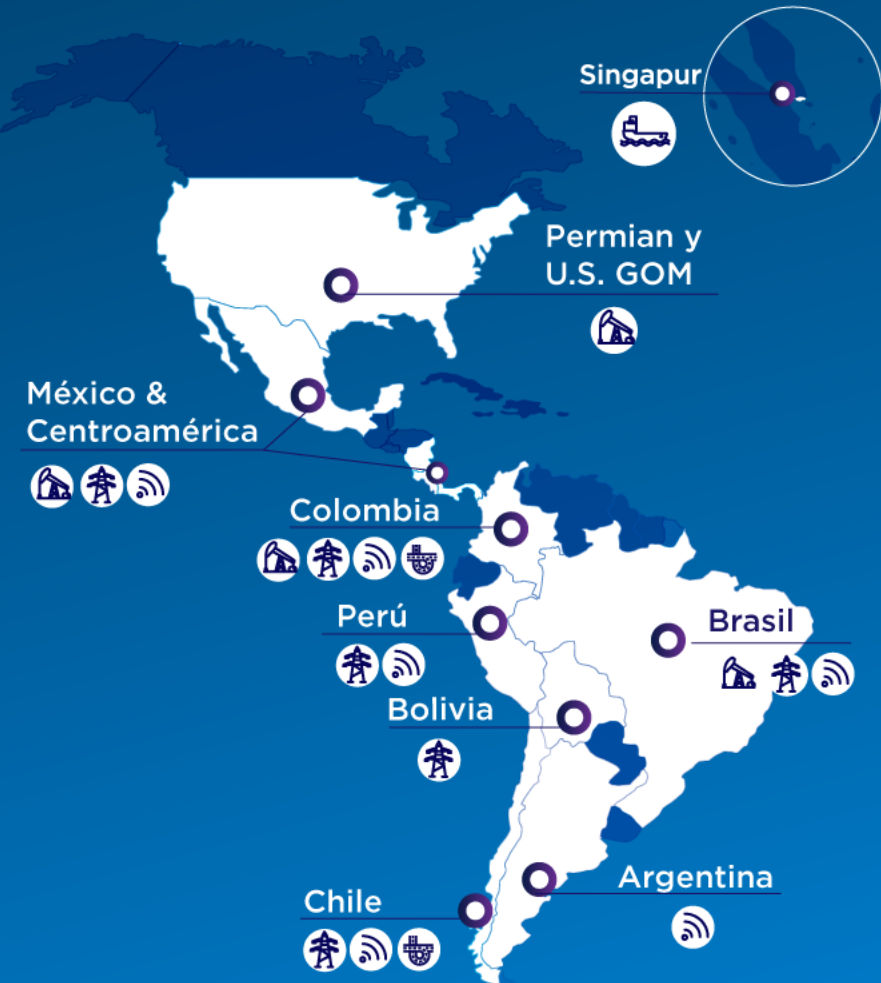 Singapur
Permian y
U.S. GOM
México &
Centroamérica
Colombia
Perú
Brasil
Bolivia
Argentina
Chile